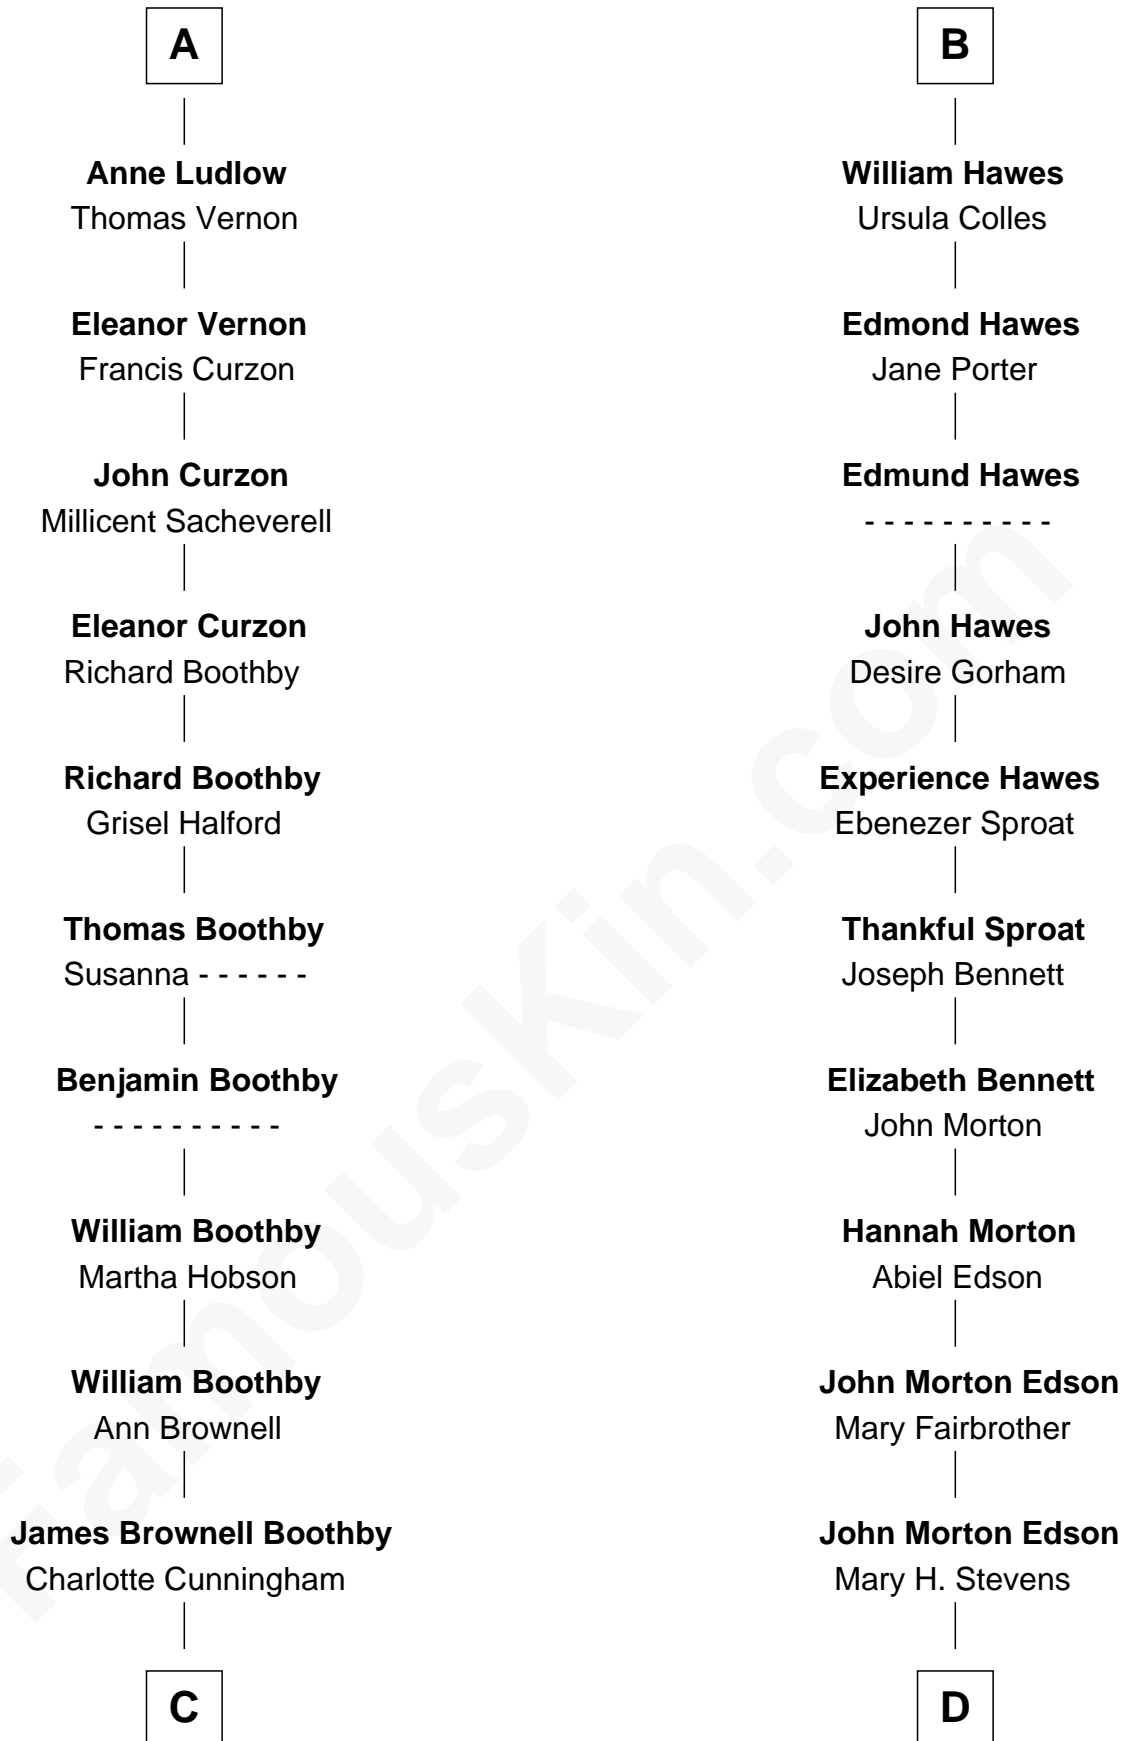 A
Anne Ludlow
Thomas Vernon
Eleanor Vernon
Francis Curzon
John Curzon
Millicent Sacheverell
Eleanor Curzon
Richard Boothby
Richard Boothby
Grisel Halford
Thomas Boothby
Susanna - - - - - -
Benjamin Boothby
- - - - - - - - - -
William Boothby
Martha Hobson
William Boothby
Ann Brownell
James Brownell Boothby
Charlotte Cunningham
C
B
William Hawes
Ursula Colles
Edmond Hawes
Jane Porter
Edmund Hawes
- - - - - - - - - -
John Hawes
Desire Gorham
Experience Hawes
Ebenezer Sproat
Thankful Sproat
Joseph Bennett
Elizabeth Bennett
John Morton
Hannah Morton
Abiel Edson
John Morton Edson
Mary Fairbrother
John Morton Edson
Mary H. Stevens
D
FamousKin.com